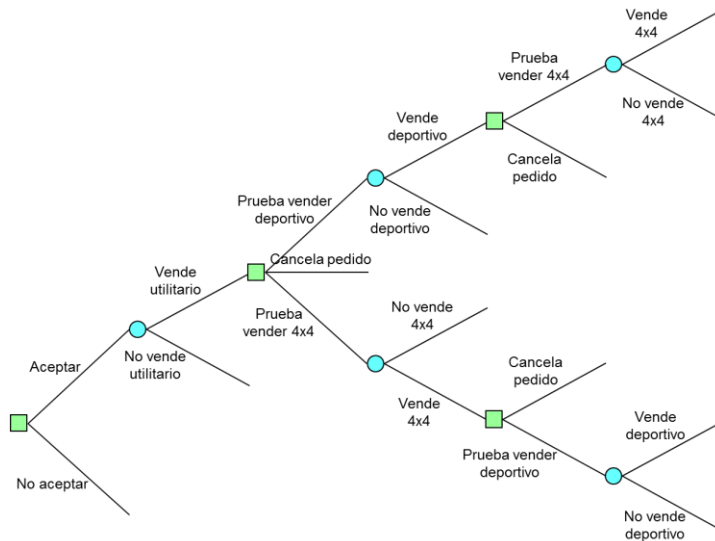 Vende
4x4
Prueba
vender 4x4
No vende
4x4
Vende
deportivo
Cancela
pedido
Prueba vender
deportivo
No vende
deportivo
Cancela pedido
Vende
utilitario
Prueba
vender 4x4
No vende
4x4
No vende
utilitario
Aceptar
Cancela
pedido
Vende
4x4
Vende
deportivo
Prueba vender
deportivo
No aceptar
No vende
deportivo